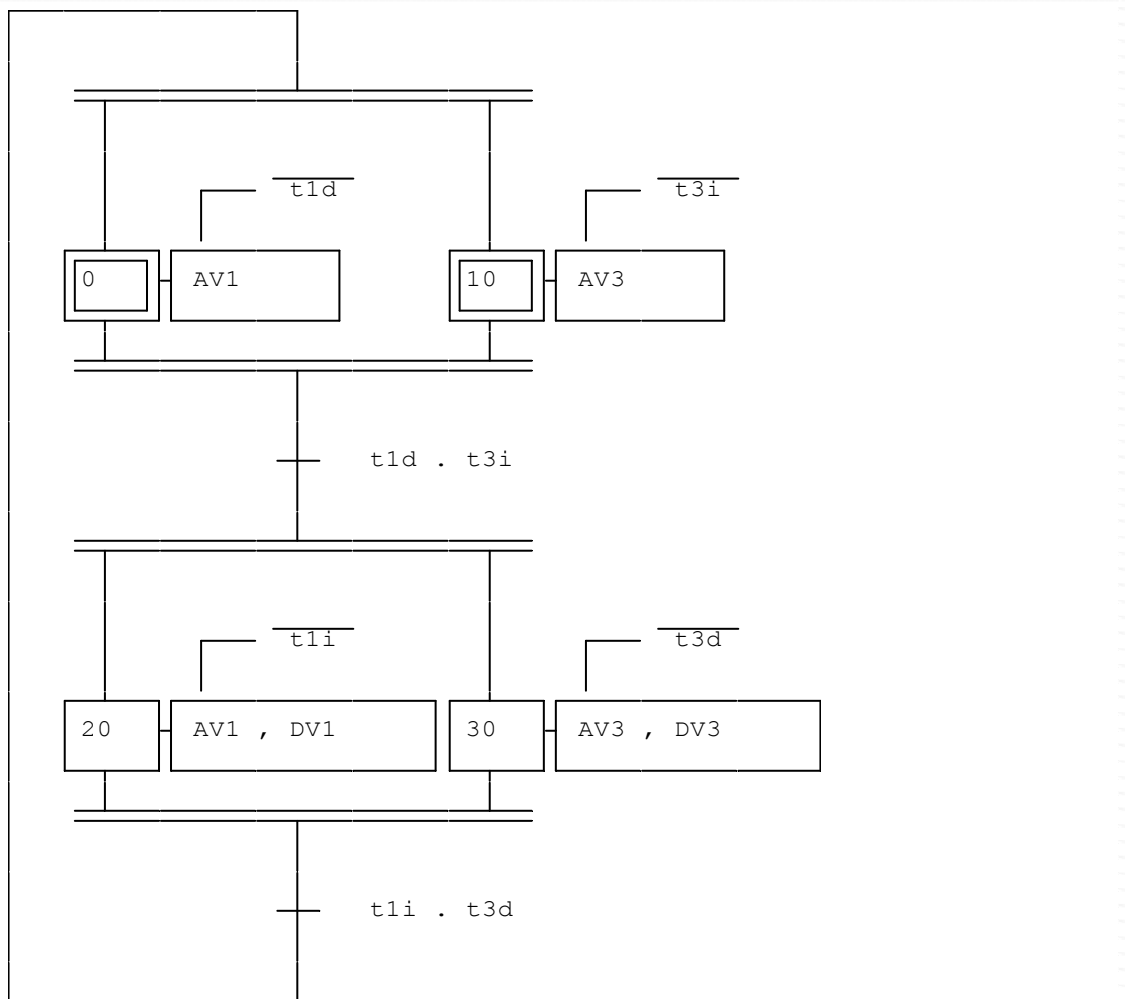 t1d t3i
0 AV1 10 AV3
t1d . t3i
t1i t3d
20 AV1 , DV1 30 AV3 , DV3
t1i . t3d